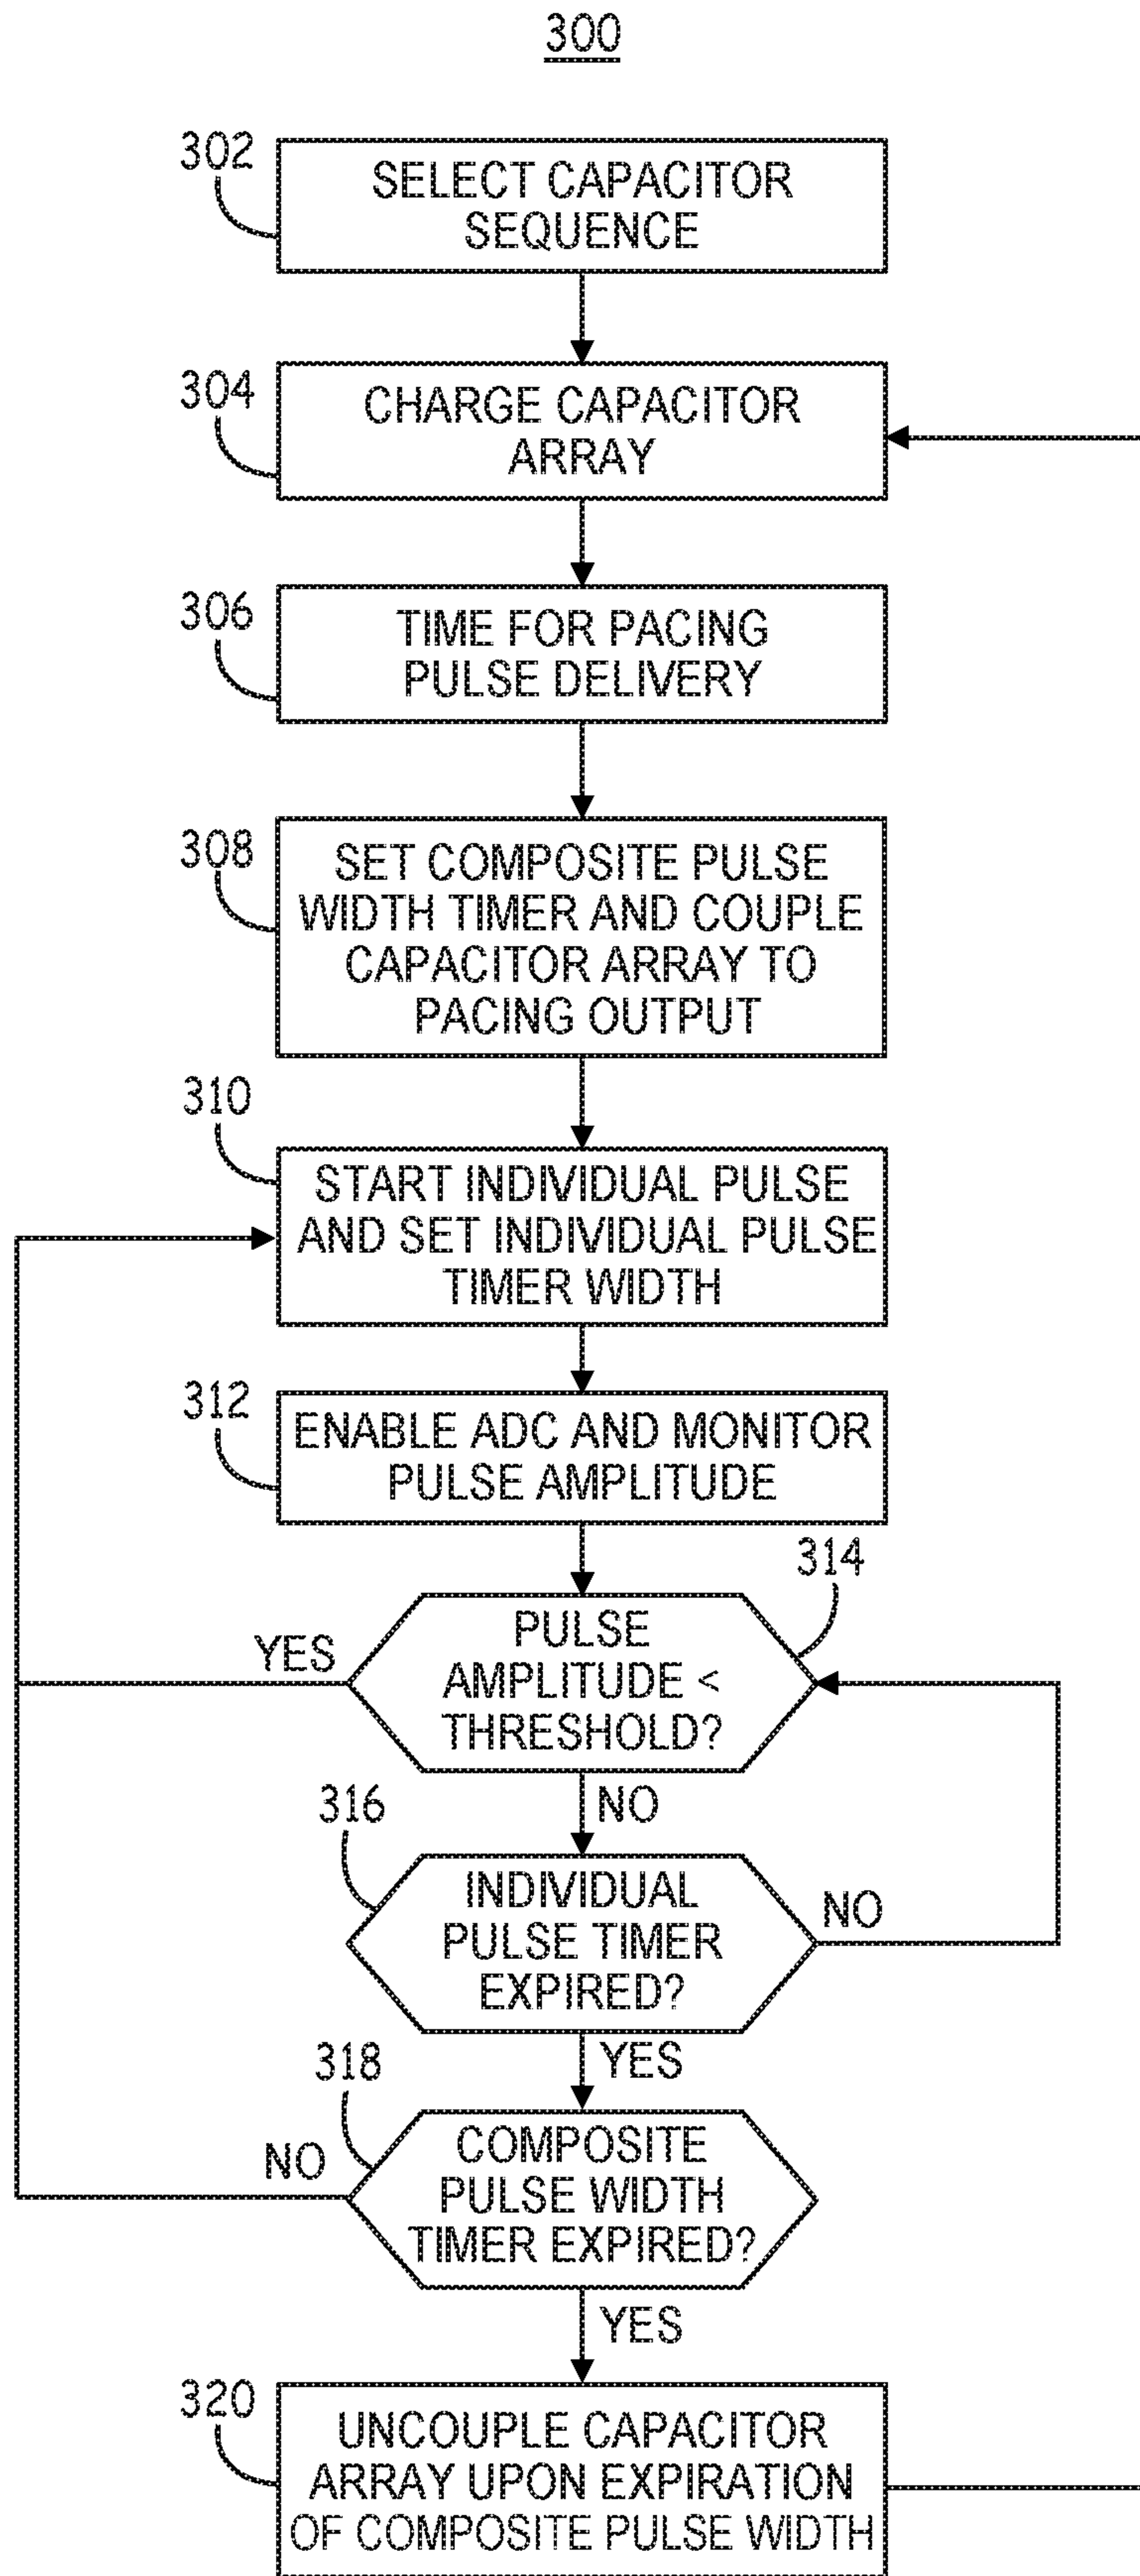 300
302
SELECT CAPACITOR
SEQUENCE
304
CHARGE CAPACITOR
ARRAY
306
TIME FOR PACING
PULSE DELIVERY
308
SET COMPOSITE PULSE
WIDTH TIMER AND COUPLE
CAPACITOR ARRAY TO
PACING OUTPUT
310
START INDIVIDUAL PULSE
AND SET INDIVIDUAL PULSE
TIMER WIDTH
312
ENABLE ADC AND MONITOR
PULSE AMPLITUDE
314
PULSE
AMPLITUDE <
THRESHOLD?
YES
NO
316
INDIVIDUAL
PULSE TIMER
EXPIRED?
NO
YES
318
COMPOSITE
PULSE WIDTH
TIMER EXPIRED?
NO
YES
320
UNCOUPLE CAPACITOR
ARRAY UPON EXPIRATION
OF COMPOSITE PULSE WIDTH